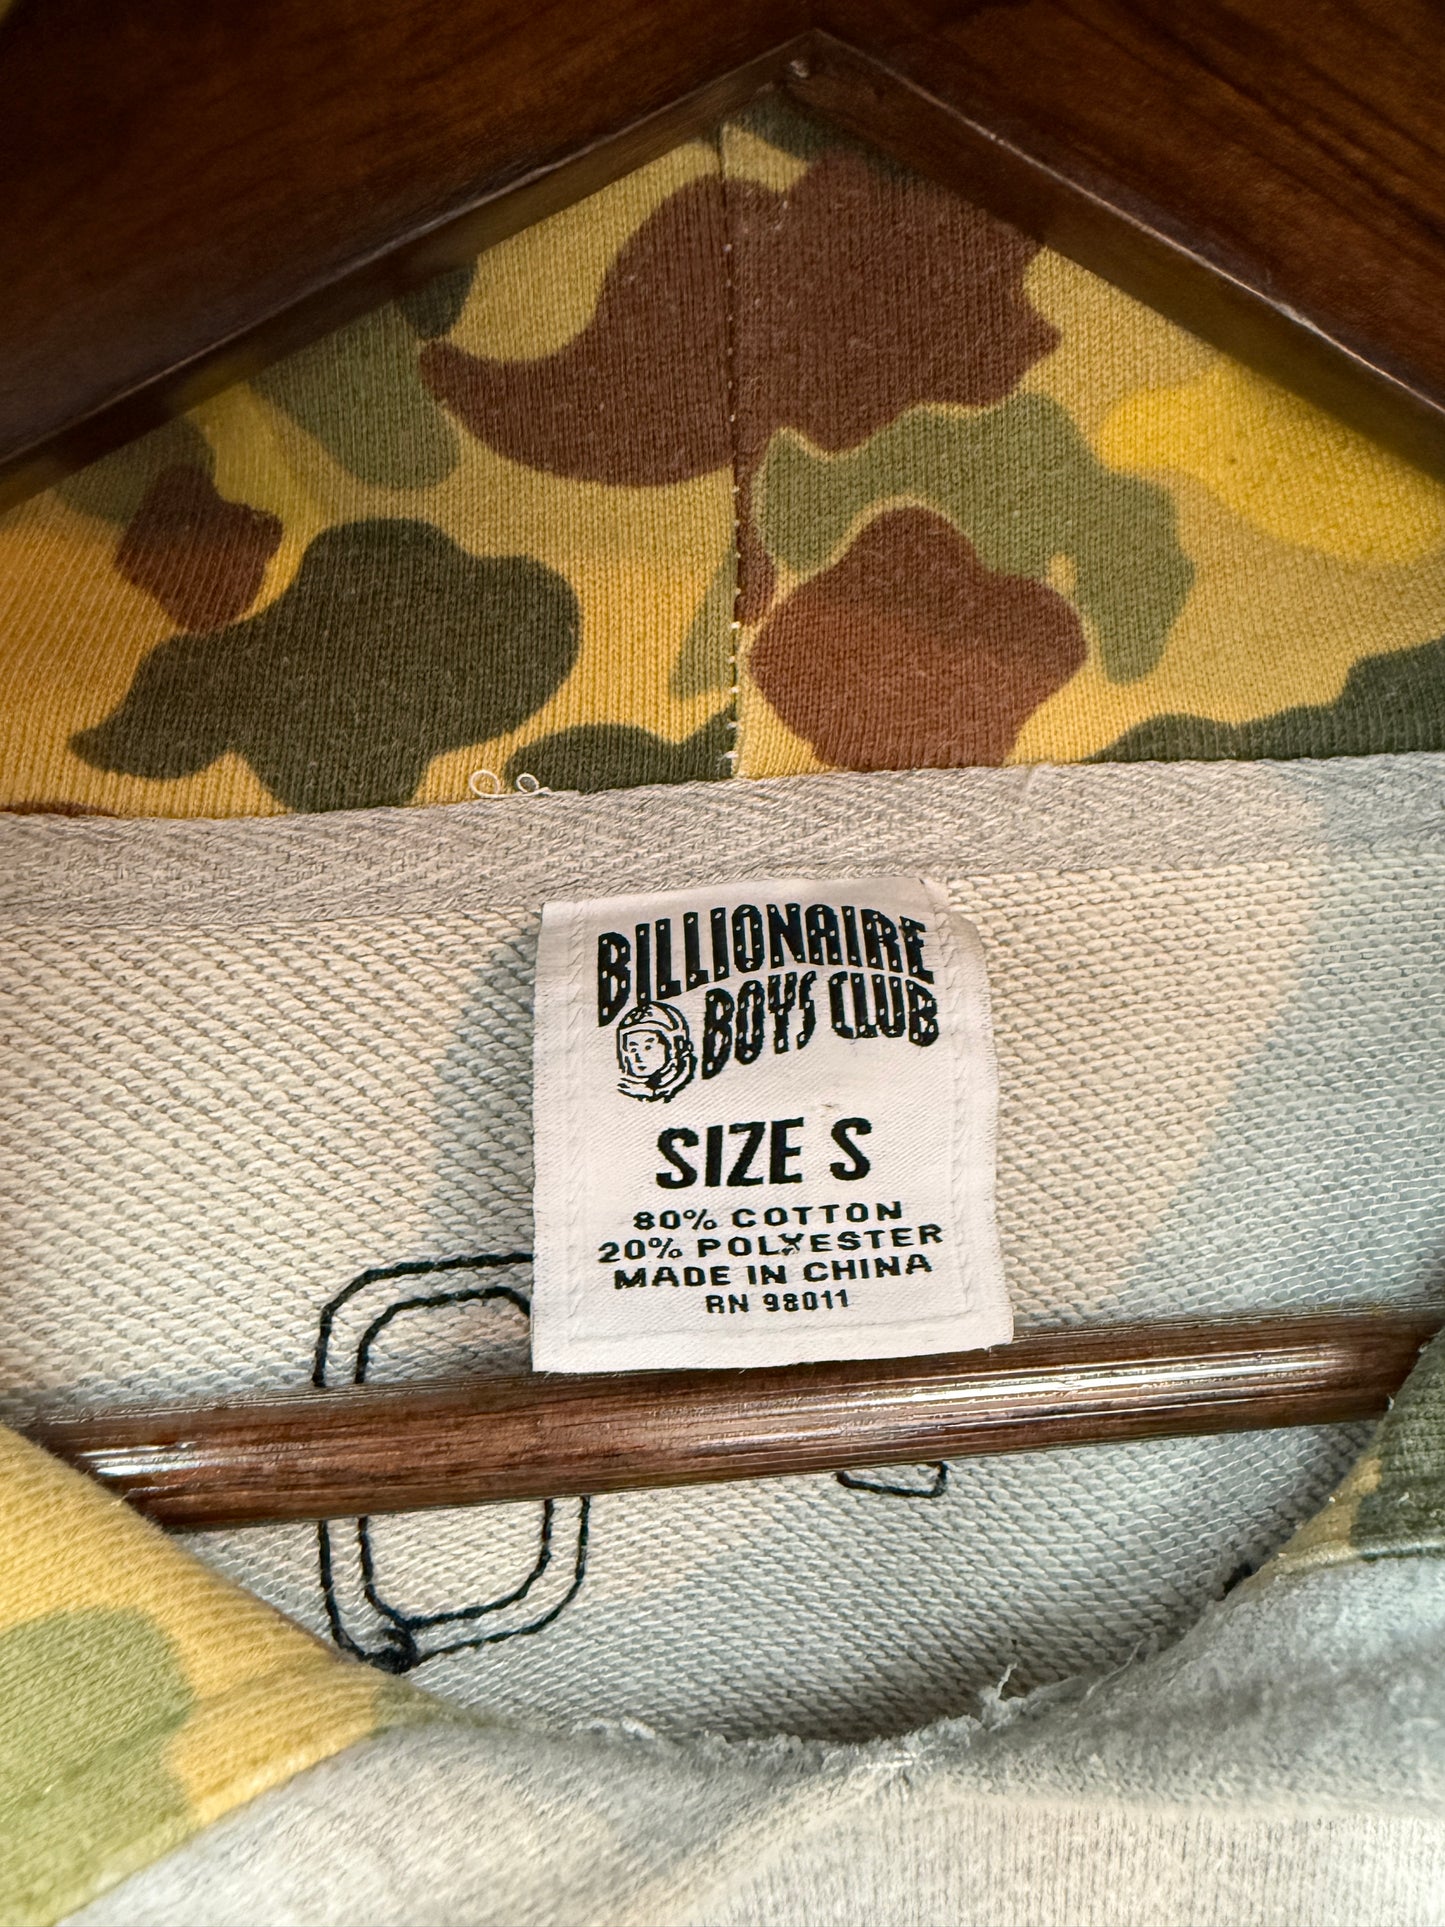 BILLIONAIRE
BOYS CLUB
SIZE S
80% COTTON
20% POLYESTER
MADE IN CHINA
RN 98011